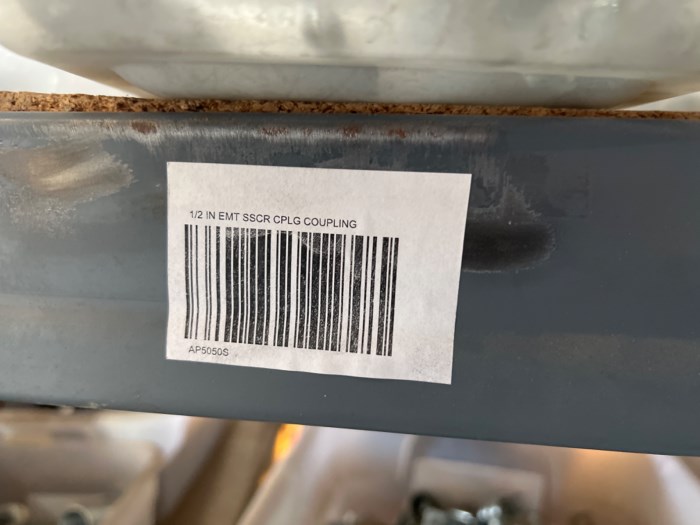 1/2 IN EMT SSCR CPLG COUPLING
AP5050S